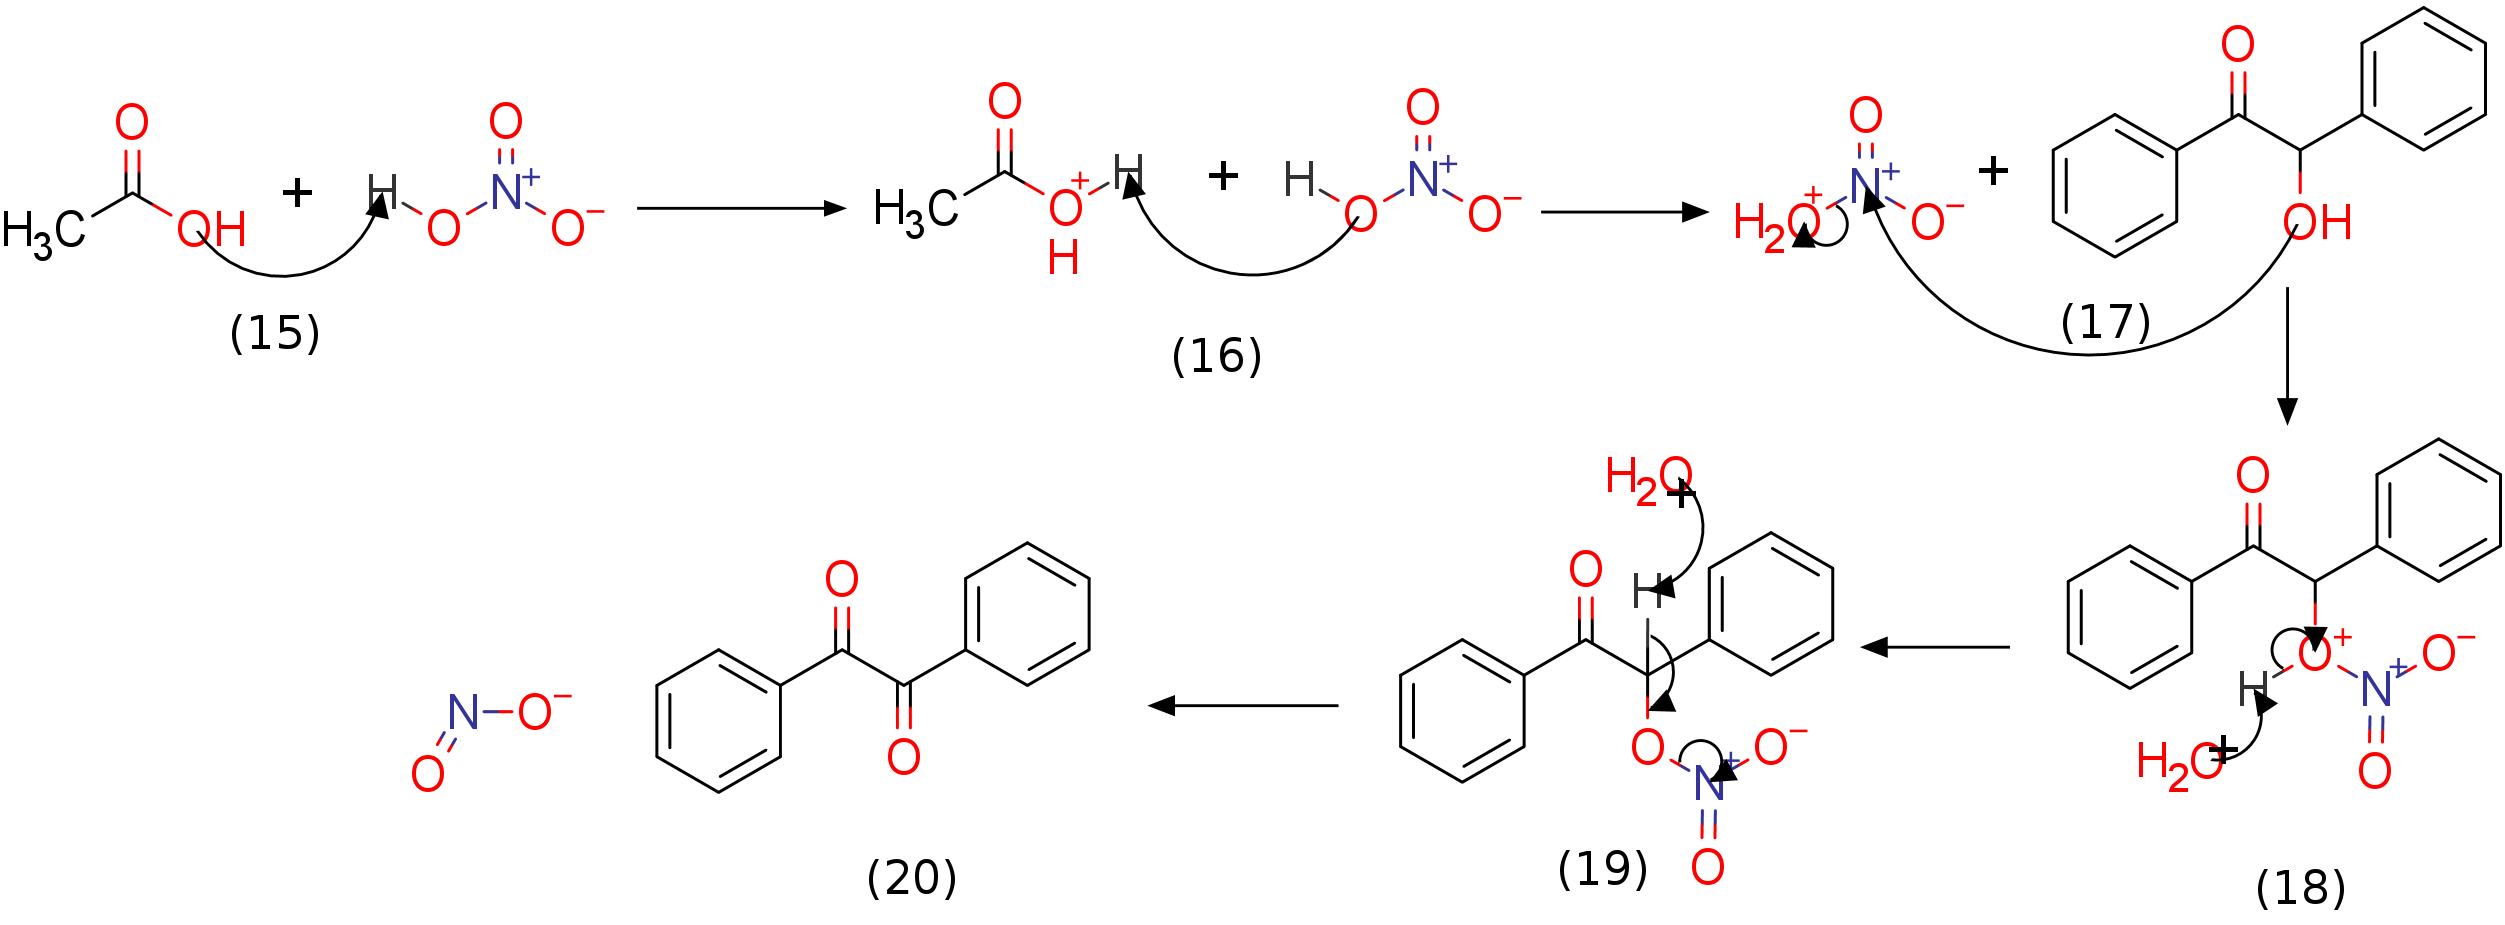 O O
H₃C OH + H O N⁺ O⁻
(15)
O O
H₃C O⁺ H + H O N⁺ O⁻
H
(16)
O O
H₂O⁺ N⁺ O⁻ + OH
(17)
O
O⁺ N⁺ O⁻
H
H₂O + O
(18)
H₂O +
O H
O N⁺ O⁻
O
(19)
O
N O⁻ O
O
(20)